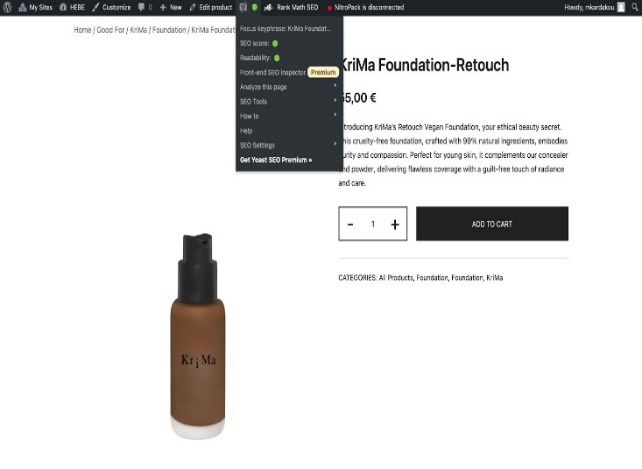 My Sites HEBE Customize 0 New Edit product Rank Math SEO NitroPack is disconnected Howdy, mkardakou
Home / Good For / KriMa / Foundation / KriMa Foundat
Focus keyphrase: KriMa Foundat...
SEO score:
Readability:
Front-end SEO inspector Premium
Analyze this page
SEO Tools
How to
Help
SEO Settings
Get Yoast SEO Premium »
KriMa Foundation-Retouch
5,00 €
troducing KriMa's Retouch Vegan Foundation, your ethical beauty secret.
his cruelty-free foundation, crafted with 99% natural ingredients, embodies
urity and compassion. Perfect for young skin, it complements our concealer
nd powder, delivering flawless coverage with a guilt-free touch of radiance
and care.
- 1 + ADD TO CART
CATEGORIES: All Products, Foundation, Foundation, KriMa
KriMa